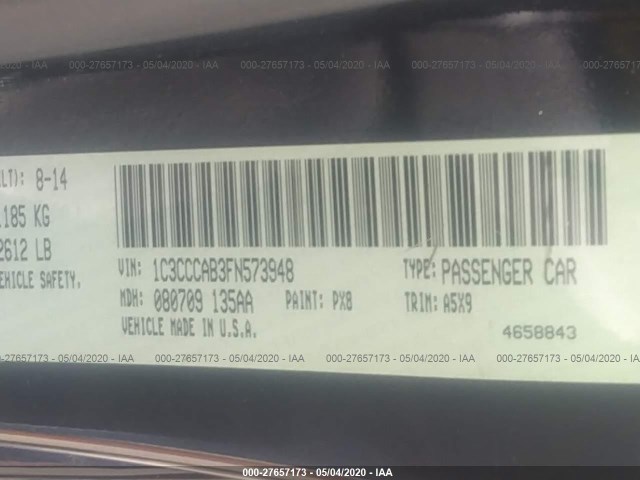 000-27657173 - 05/04/2020 - IAA 000-27657173 - 05/04/2020 - IAA 000-27657173 - 05/04/2020 - IAA
LT): 8-14
185 KG
2612 LB
EHICLE SAFETY.
VIN: 1C3CCCAB3FN573948 TYPE: PASSENGER CAR
MDH: 080709 135AA PAINT: PX8 TRIM: A5X9
VEHICLE MADE IN U.S.A. 4658843
000-27657173 - 05/04/2020 - IAA 000-27657173 - 05/04/2020 - IAA 000-27657173 - 05/04/2020 - IAA
000-27657173 - 05/04/2020 - IAA